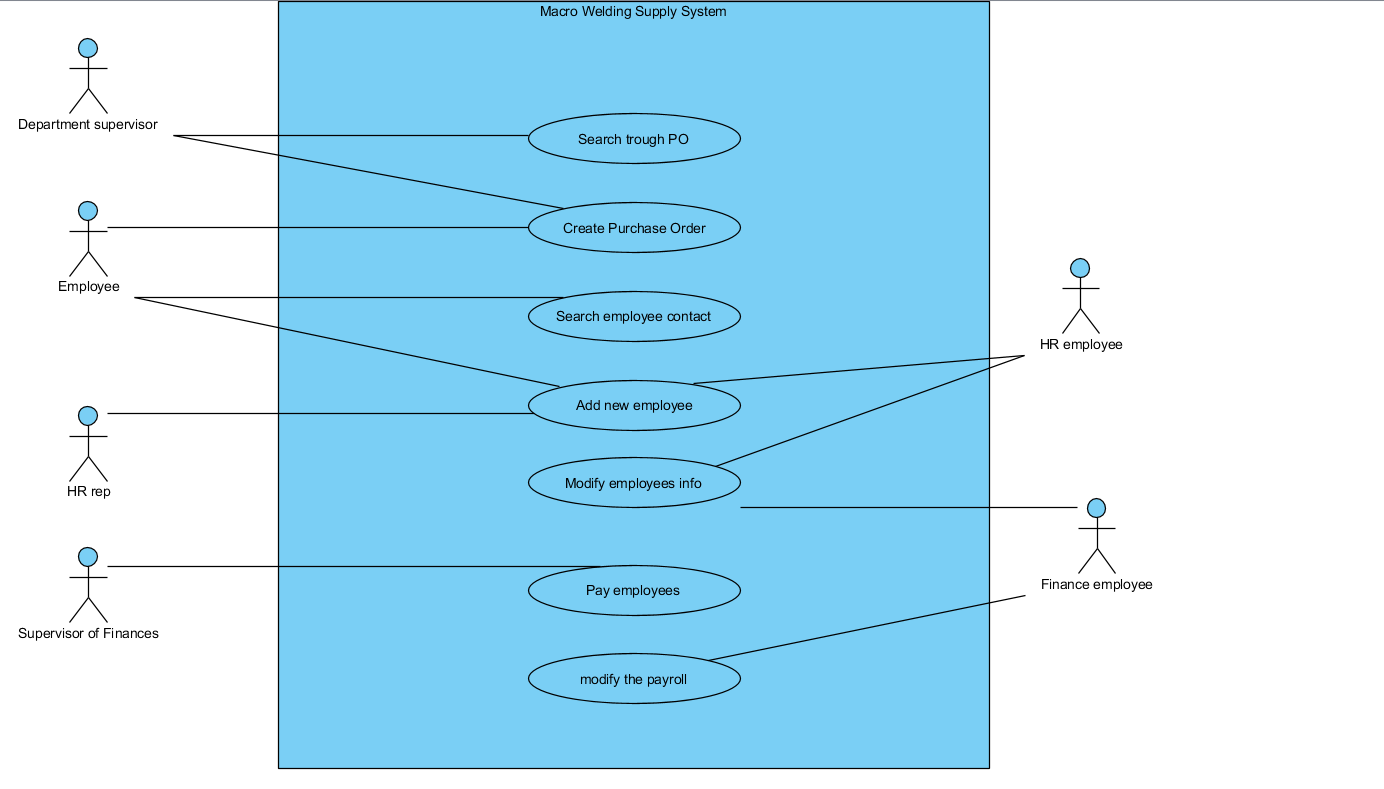 Macro Welding Supply System
Department supervisor
Search trough PO
Create Purchase Order
Employee
Search employee contact
HR employee
Add new employee
HR rep
Modify employees info
Finance employee
Pay employees
Supervisor of Finances
modify the payroll